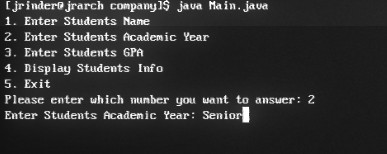 [jrinder@jrarch company]$ java Main.java
1. Enter Students Name
2. Enter Students Academic Year
3. Enter Students GPA
4. Display Students Info
5. Exit
Please enter which number you want to answer: 2
Enter Students Academic Year: Senior